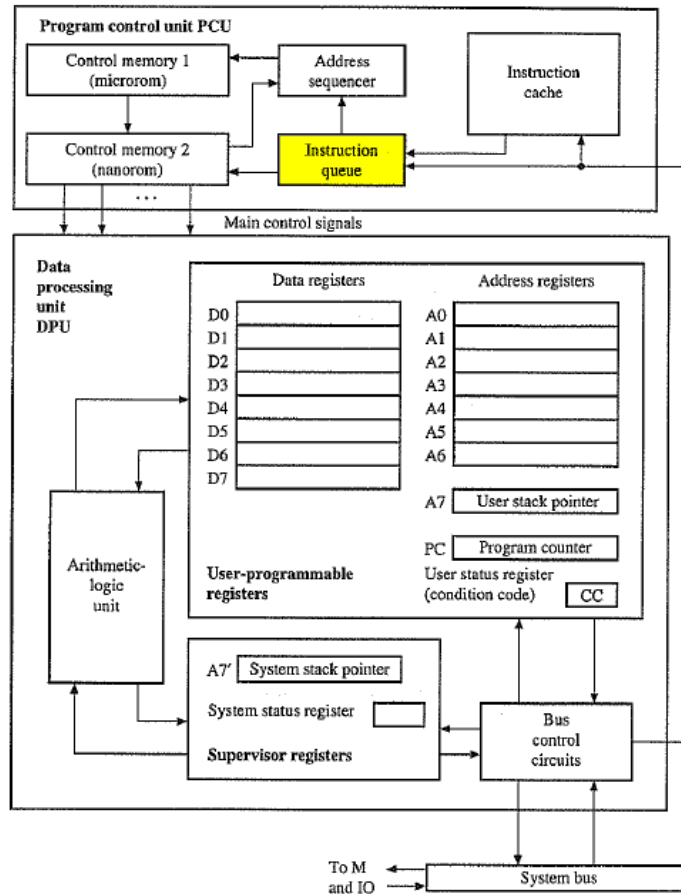 Program control unit PCU
Control memory 1
(microrom)
Address
sequencer
Instruction
cache
Control memory 2
(nanorom)
Instruction
queue
...
Main control signals
Data
processing
unit
DPU
Data registers
Address registers
D0
D1
D2
D3
D4
D5
D6
D7
A0
A1
A2
A3
A4
A5
A6
A7 User stack pointer
PC Program counter
User status register
(condition code) CC
User-programmable
registers
Arithmetic-
logic
unit
A7′ System stack pointer
System status register
Supervisor registers
Bus
control
circuits
To M
and IO
System bus